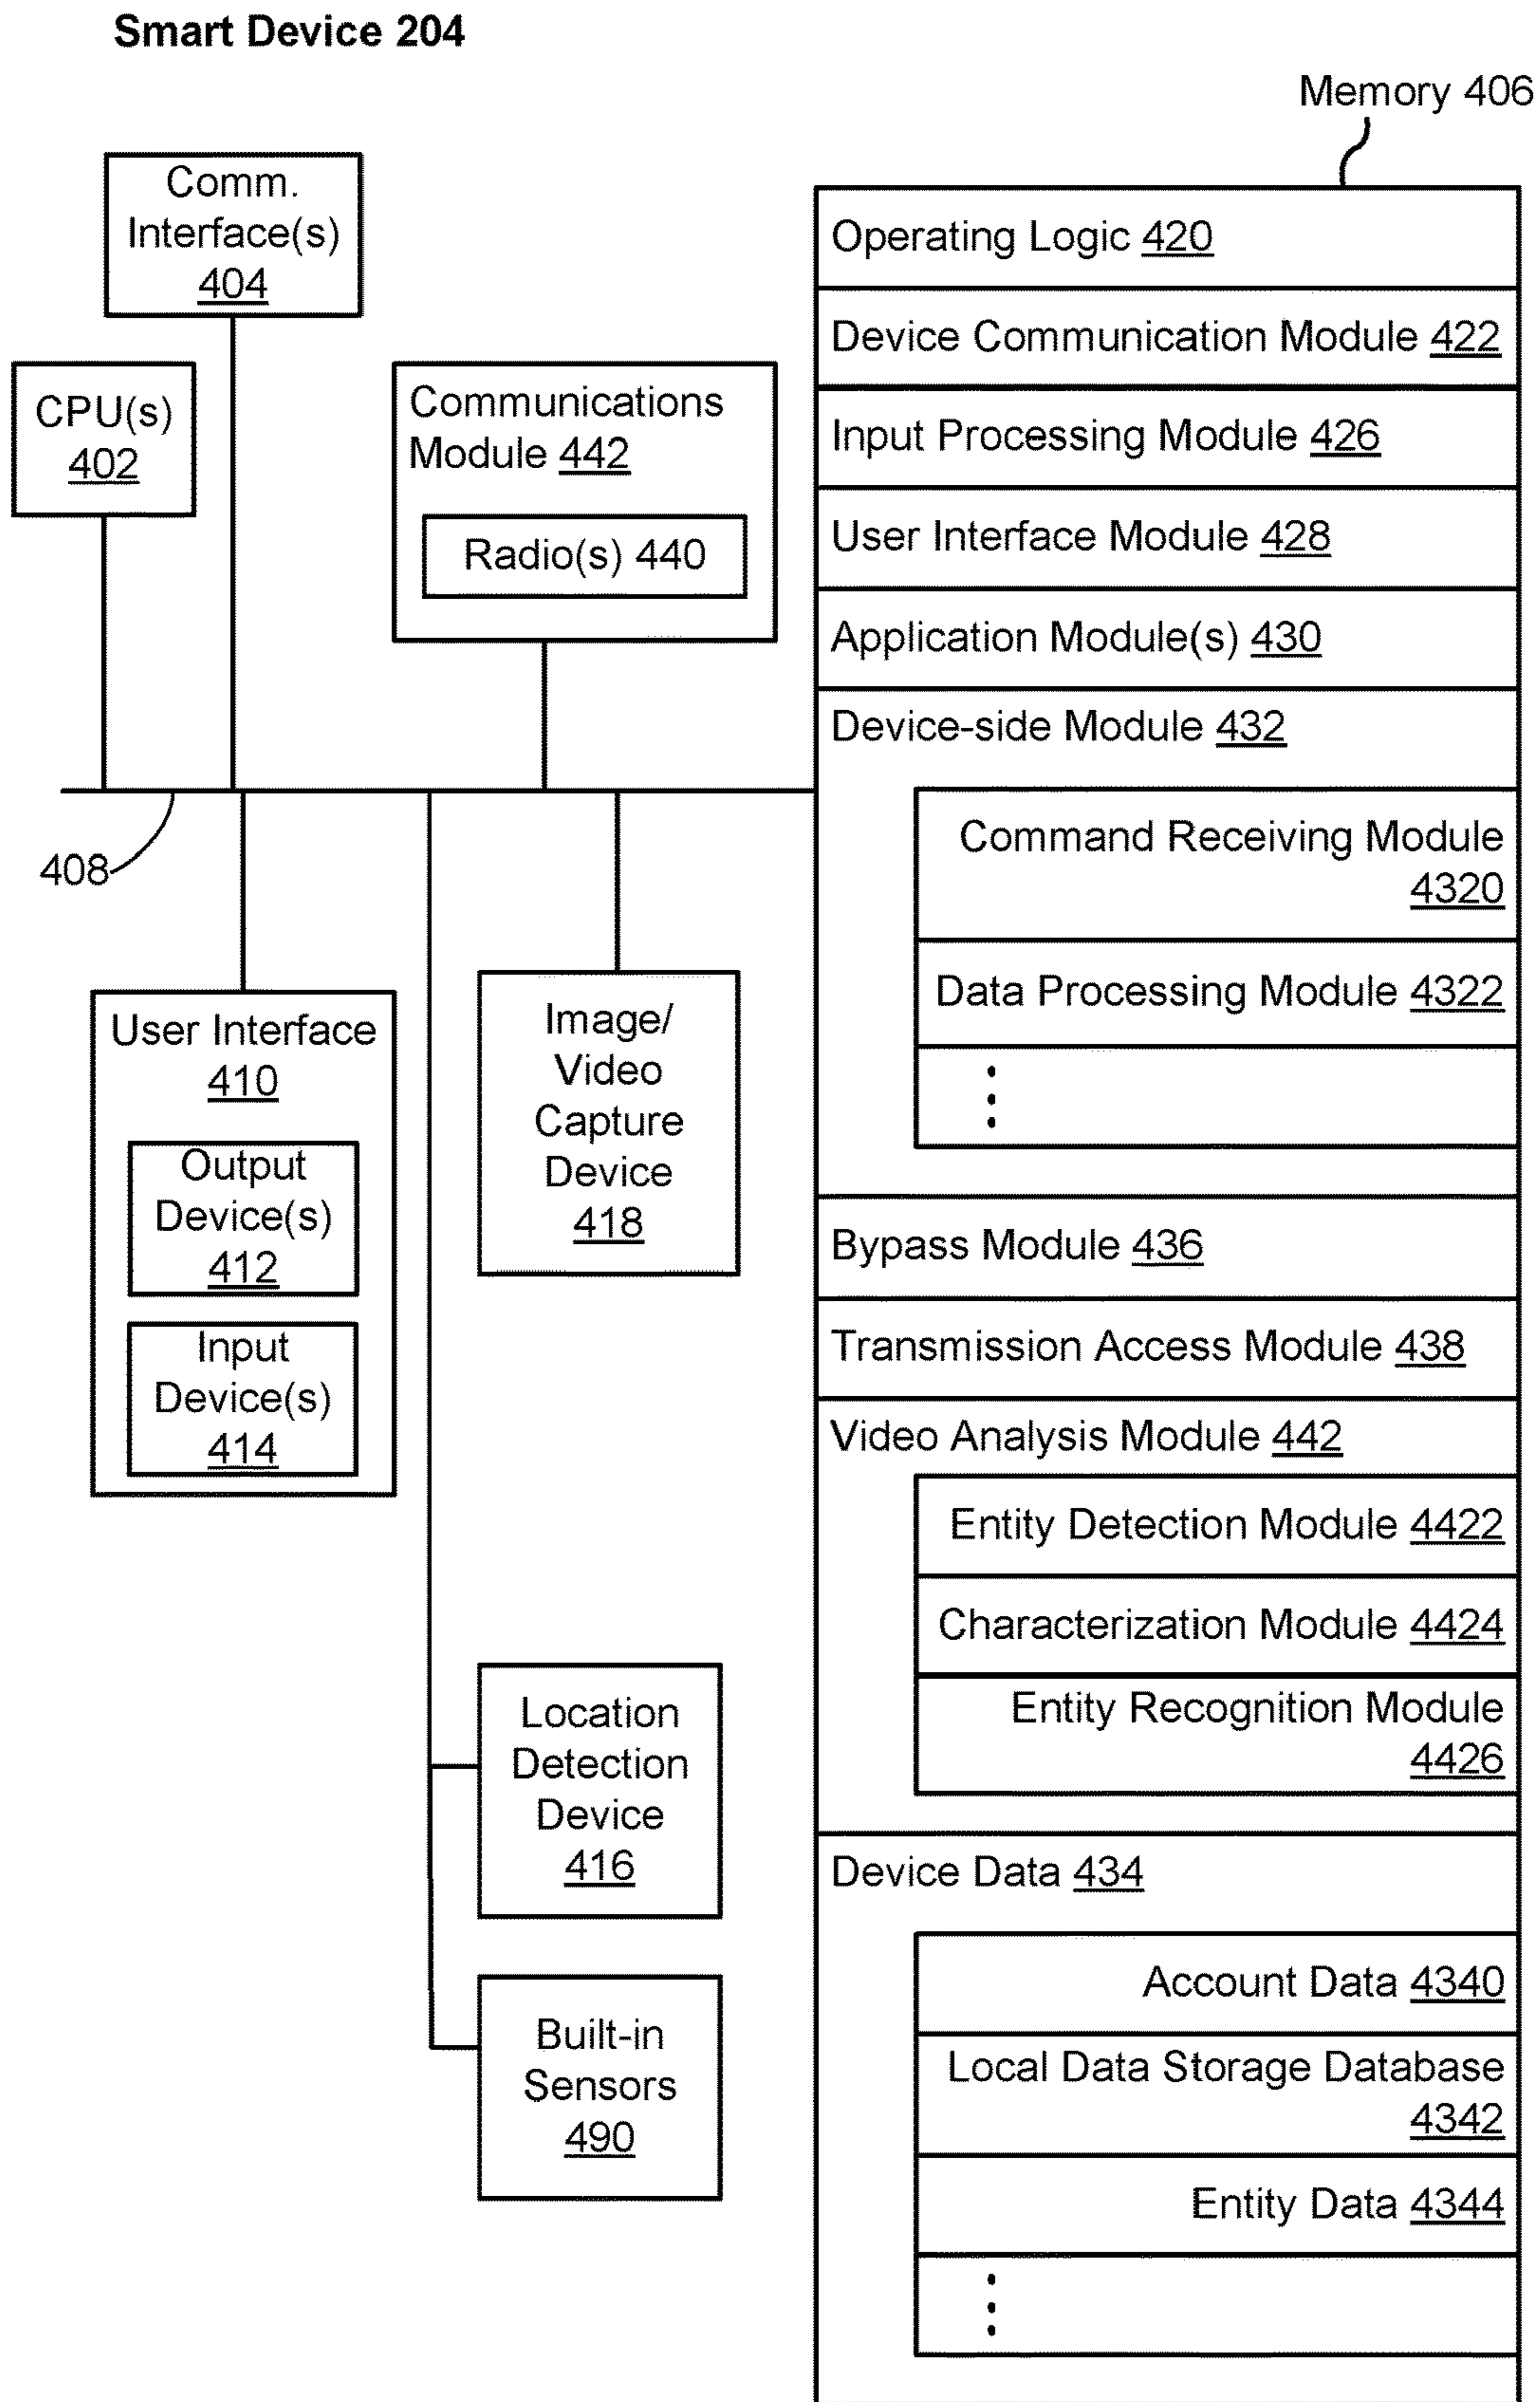 Smart Device 204
Memory 406
Comm.
Interface(s)
404
CPU(s)
402
Communications
Module 442
Radio(s) 440
408
User Interface
410
Output
Device(s)
412
Input
Device(s)
414
Image/
Video
Capture
Device
418
Location
Detection
Device
416
Built-in
Sensors
490
Operating Logic 420
Device Communication Module 422
Input Processing Module 426
User Interface Module 428
Application Module(s) 430
Device-side Module 432
Command Receiving Module
4320
Data Processing Module 4322
Bypass Module 436
Transmission Access Module 438
Video Analysis Module 442
Entity Detection Module 4422
Characterization Module 4424
Entity Recognition Module
4426
Device Data 434
Account Data 4340
Local Data Storage Database
4342
Entity Data 4344